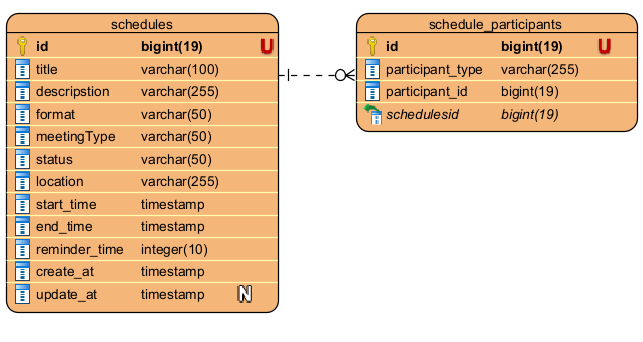 schedules
id bigint(19) U
title varchar(100)
descripstion varchar(255)
format varchar(50)
meetingType varchar(50)
status varchar(50)
location varchar(255)
start_time timestamp
end_time timestamp
reminder_time integer(10)
create_at timestamp
update_at timestamp N
schedule_participants
id bigint(19) U
participant_type varchar(255)
participant_id bigint(19)
schedulesid bigint(19)